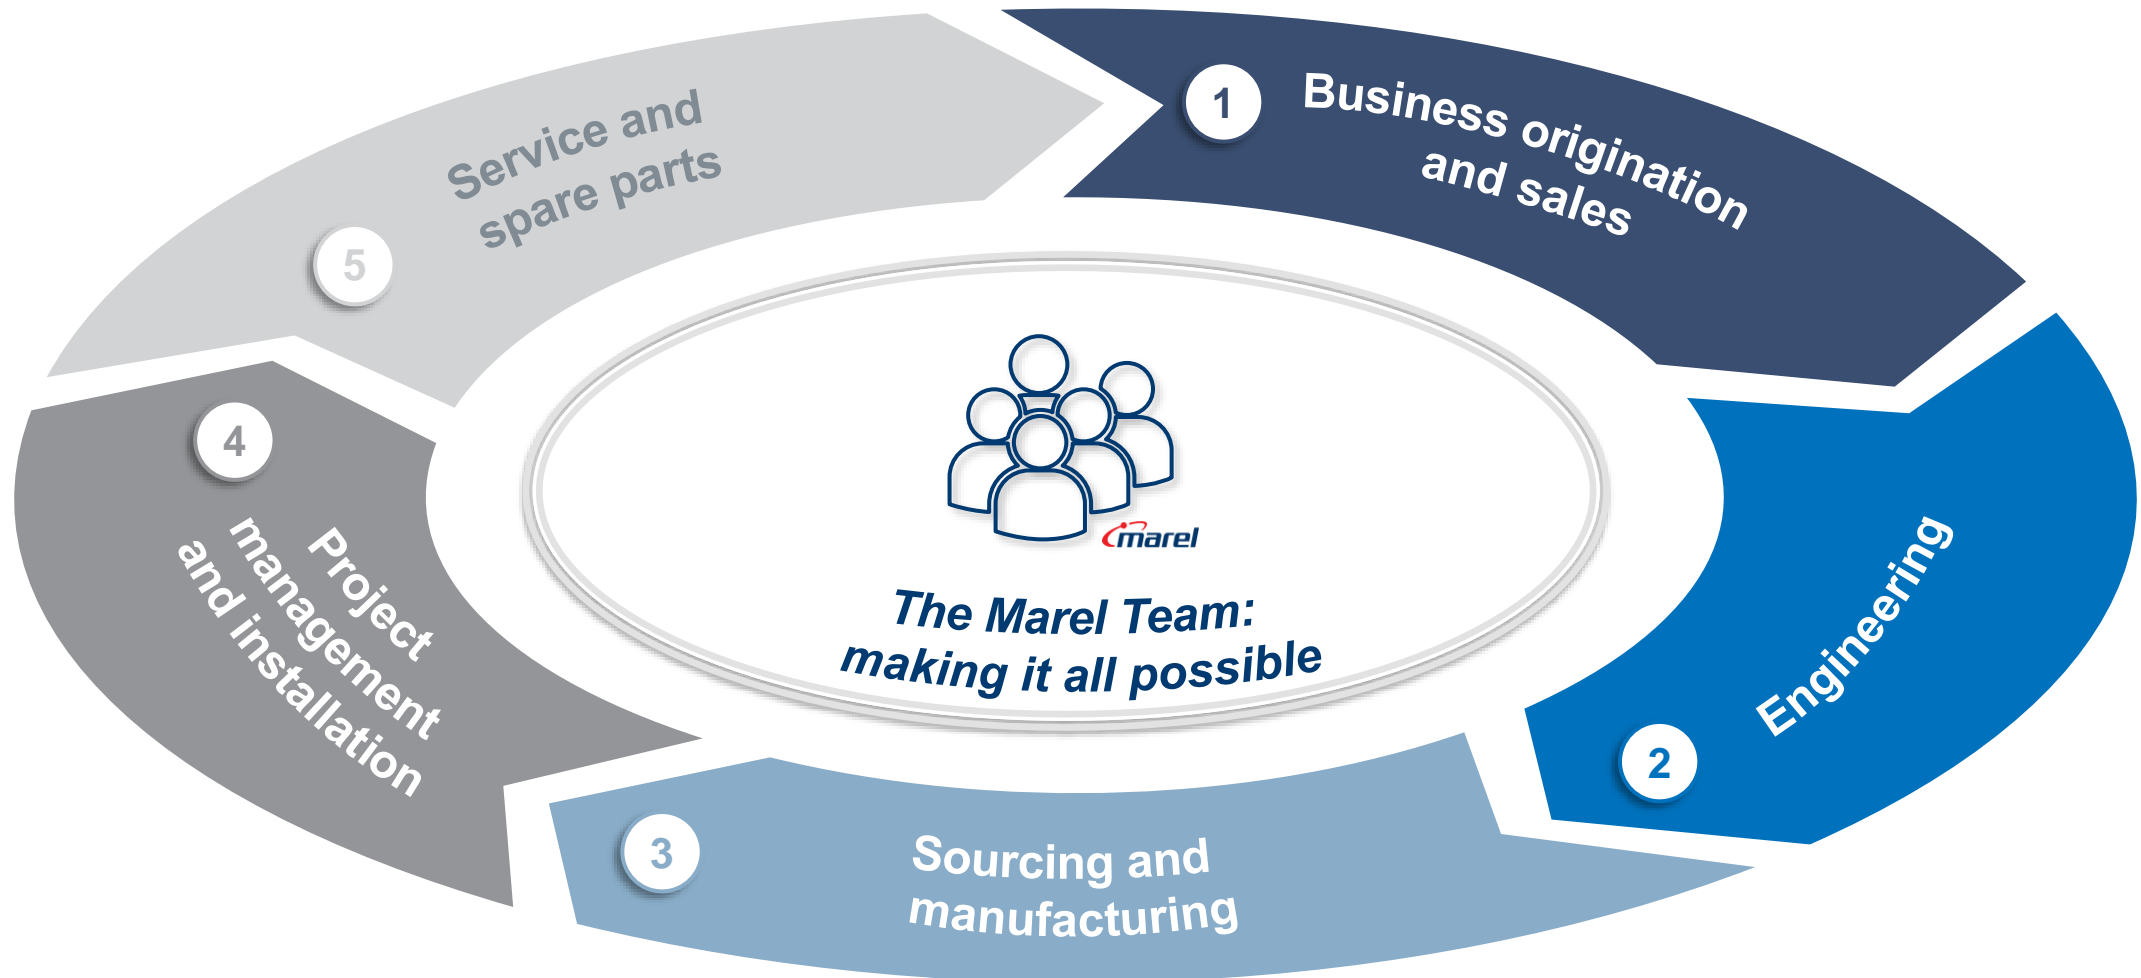 1
Business origination
and sales
2
Engineering
3
Sourcing and
manufacturing
4
Project
management
and installation
5
Service and
spare parts
marel
The Marel Team:
making it all possible